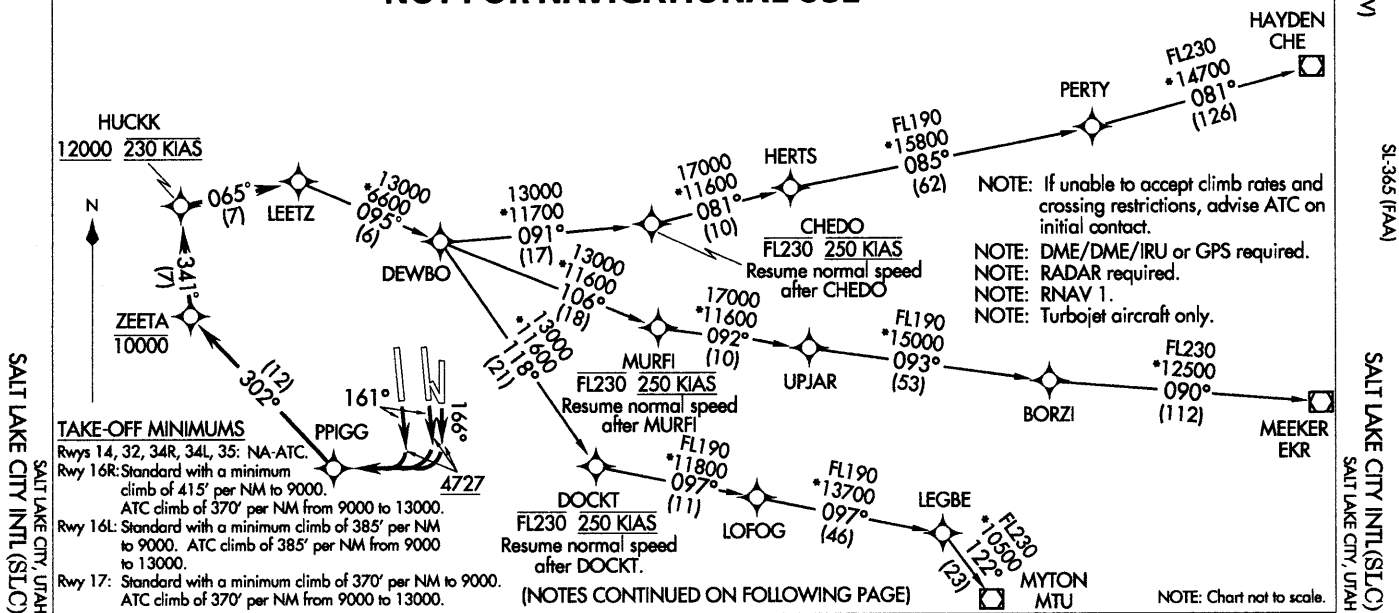 NOT FOR NAVIGATIONAL USE
HAYDEN
CHE
FL230
*14700
081°
(126)
PERTY
FL190
*15800
085°
(62)
HERTS
17000
*11600
081°
(10)
CHEDO
FL230 250 KIAS
Resume normal speed
after CHEDO
13000
*11700
091°
(17)
HUCKK
12000 230 KIAS
065°
(7)
LEETZ
13000
*6600
095°
(6)
DEWBO
N
341°
(7)
ZEETA
10000
302°
(12)
PPIGG
161°
166°
4727
13000
*11600
106°
(18)
MURFI
FL230 250 KIAS
Resume normal speed
after MURFI
17000
*11600
092°
(10)
UPJAR
FL190
*15000
093°
(53)
BORZI
FL230
*12500
090°
(112)
MEEKER
EKR
13000
*11600
118°
(21)
DOCKT
FL230 250 KIAS
Resume normal speed
after DOCKT.
FL190
*11800
097°
(11)
LOFOG
FL190
*13700
097°
(46)
LEGBE
FL230
*10500
122°
(23)
MYTON
MTU
NOTE: If unable to accept climb rates and
crossing restrictions, advise ATC on
initial contact.
NOTE: DME/DME/IRU or GPS required.
NOTE: RADAR required.
NOTE: RNAV 1.
NOTE: Turbojet aircraft only.
TAKE-OFF MINIMUMS
Rwys 14, 32, 34R, 34L, 35: NA-ATC.
Rwy 16R: Standard with a minimum
climb of 415' per NM to 9000.
ATC climb of 370' per NM from 9000 to 13000.
Rwy 16L: Standard with a minimum climb of 385' per NM
to 9000. ATC climb of 385' per NM from 9000
to 13000.
Rwy 17: Standard with a minimum climb of 370' per NM to 9000.
ATC climb of 370' per NM from 9000 to 13000.
(NOTES CONTINUED ON FOLLOWING PAGE)
NOTE: Chart not to scale.
SALT LAKE CITY INTL (SLC)
SALT LAKE CITY, UTAH
SL-365 (FAA)
SALT LAKE CITY INTL (SLC)
SALT LAKE CITY, UTAH